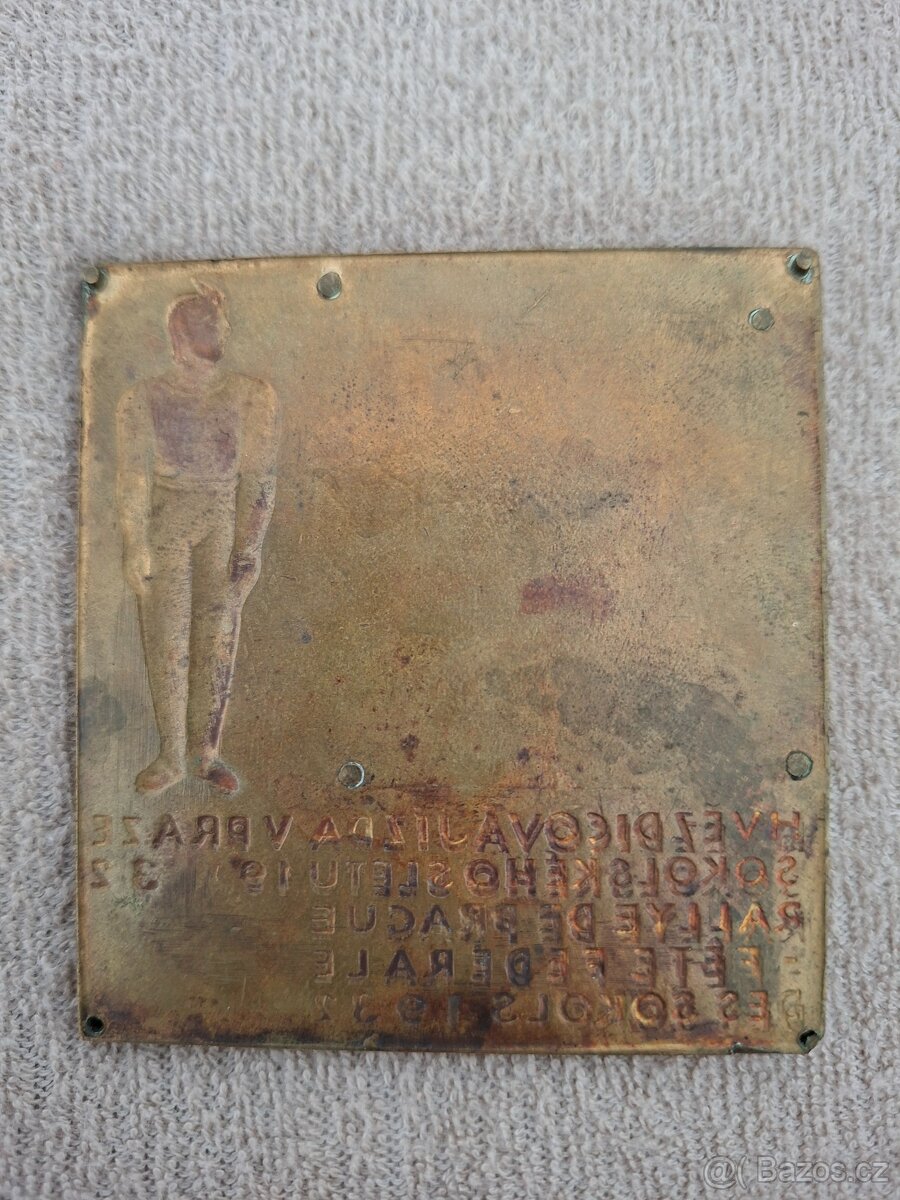 HVĚZDICOVÁ JÍZDA V PRAZE
SOKOLSKÉHO SLETU 1932
RALLYE DE PRAGUE
FÊTE FÉDÉRALE
DES SOKOLS 1932
@( Bazos.cz